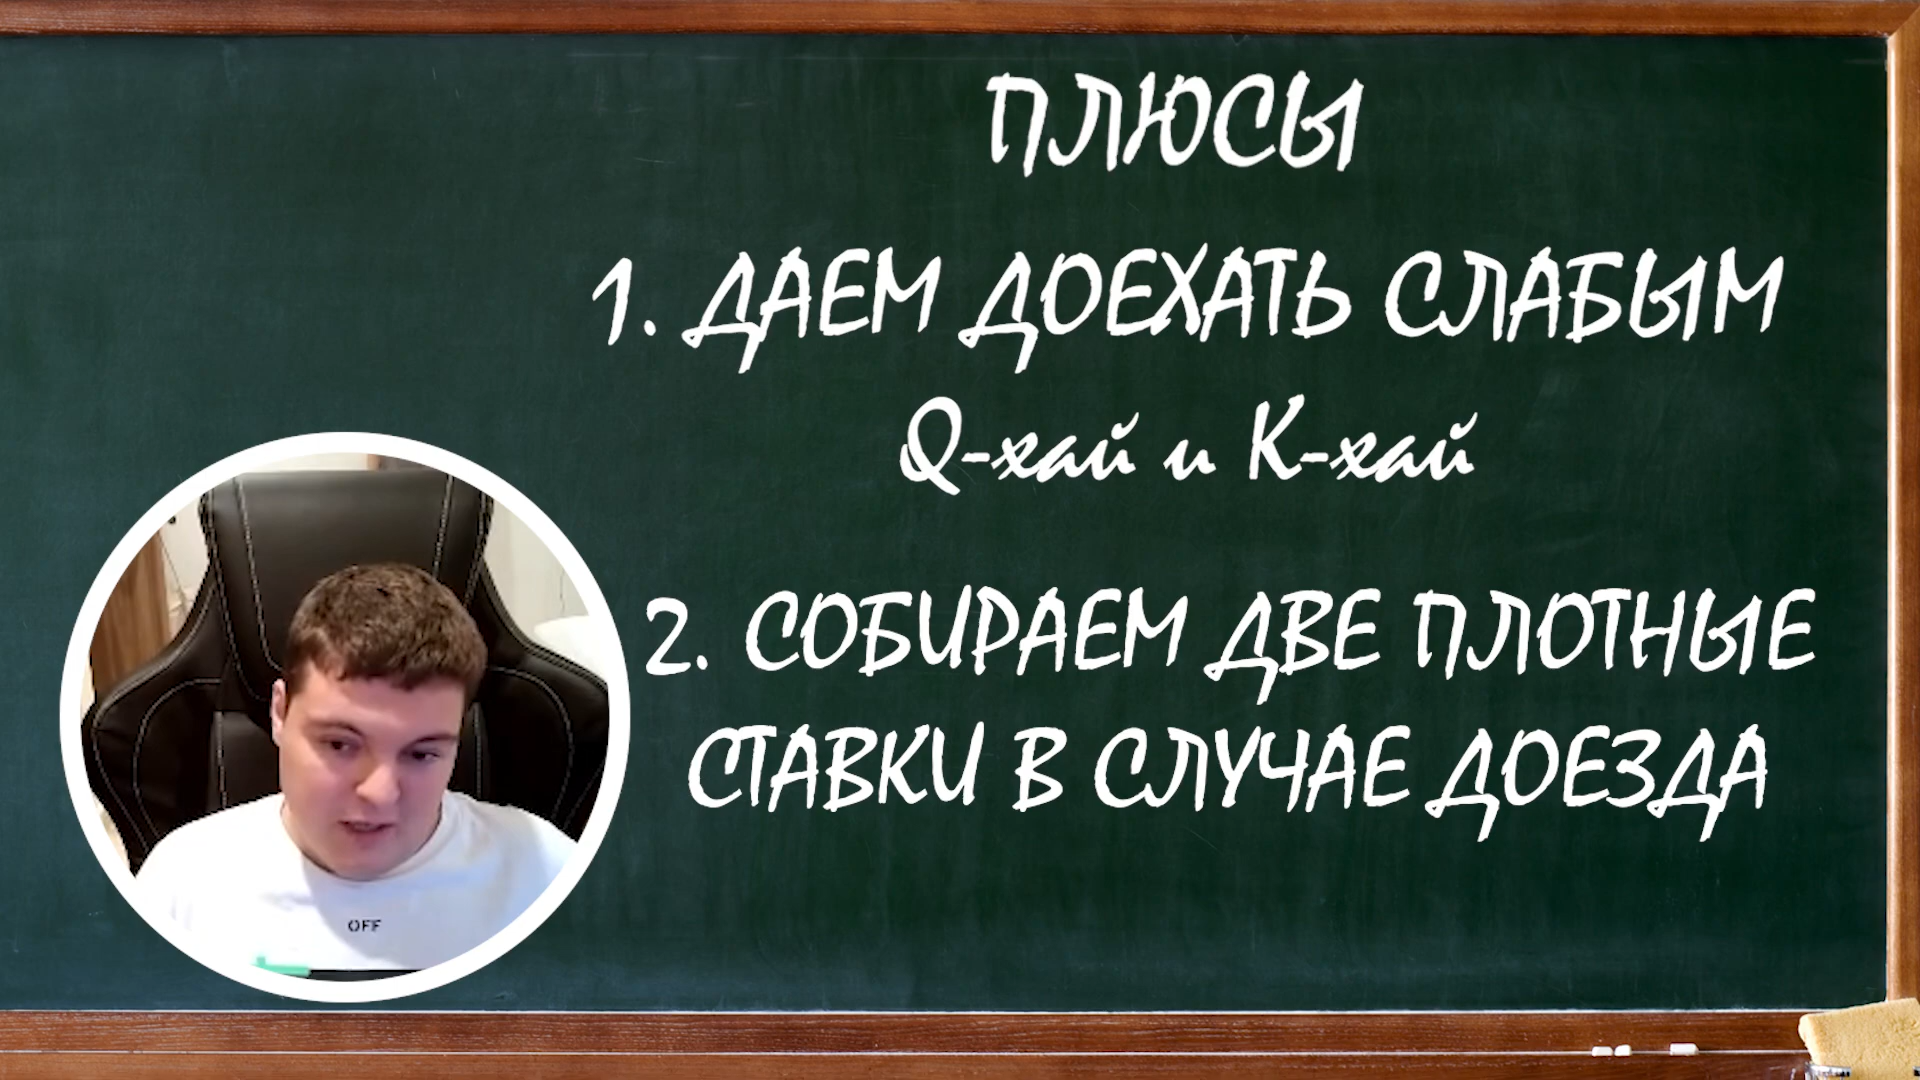 ПЛЮСЫ
1. ДАЕМ ДОЕХАТЬ СЛАБЫМ
Q-хай и K-хай
2. СОБИРАЕМ ДВЕ ПЛОТНЫЕ
СТАВКИ В СЛУЧАЕ ДОЕЗДА
OFF